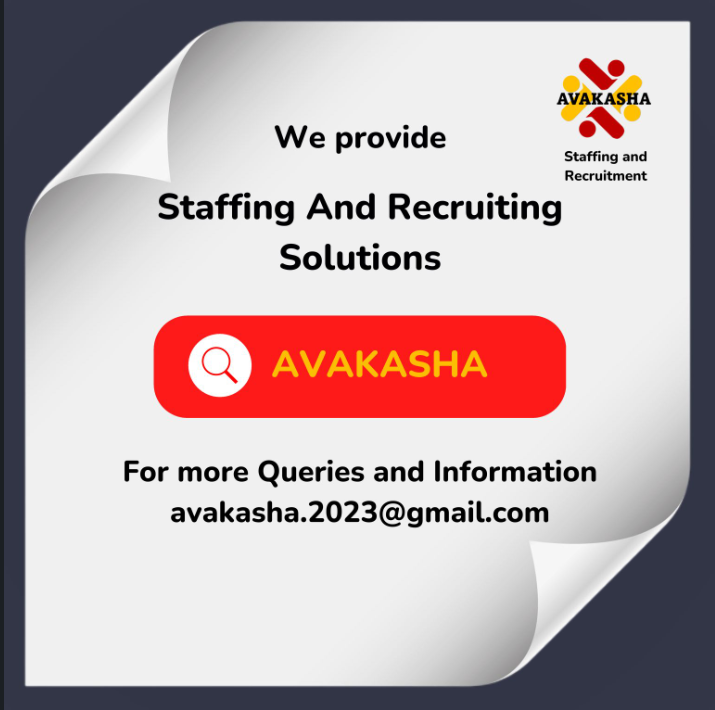 AVAKASHA
Staffing and
Recruitment
We provide
Staffing And Recruiting
Solutions
AVAKASHA
For more Queries and Information
avakasha.2023@gmail.com